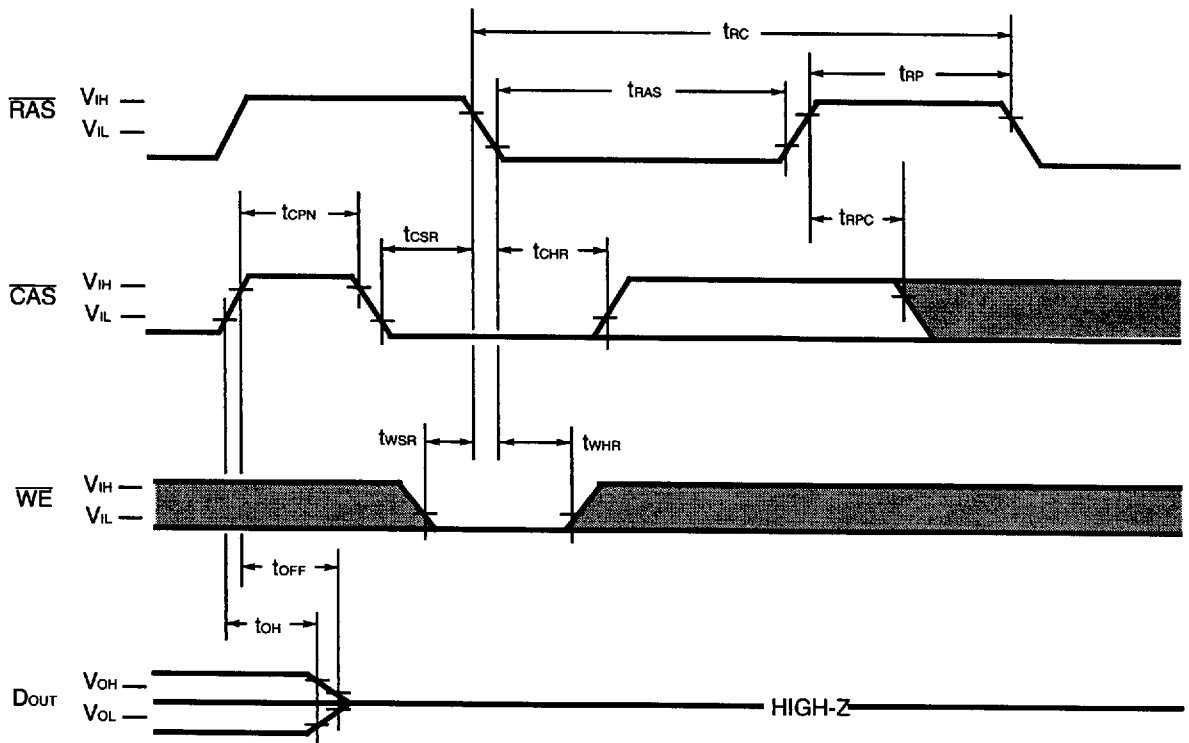 tRC
tRP
tRAS
RAS
VIH
VIL
tCPN
tCSR
tCHR
tRPC
CAS
VIH
VIL
tWSR
tWHR
WE
VIH
VIL
tOFF
tOH
DOUT
VOH
VOL
HIGH-Z